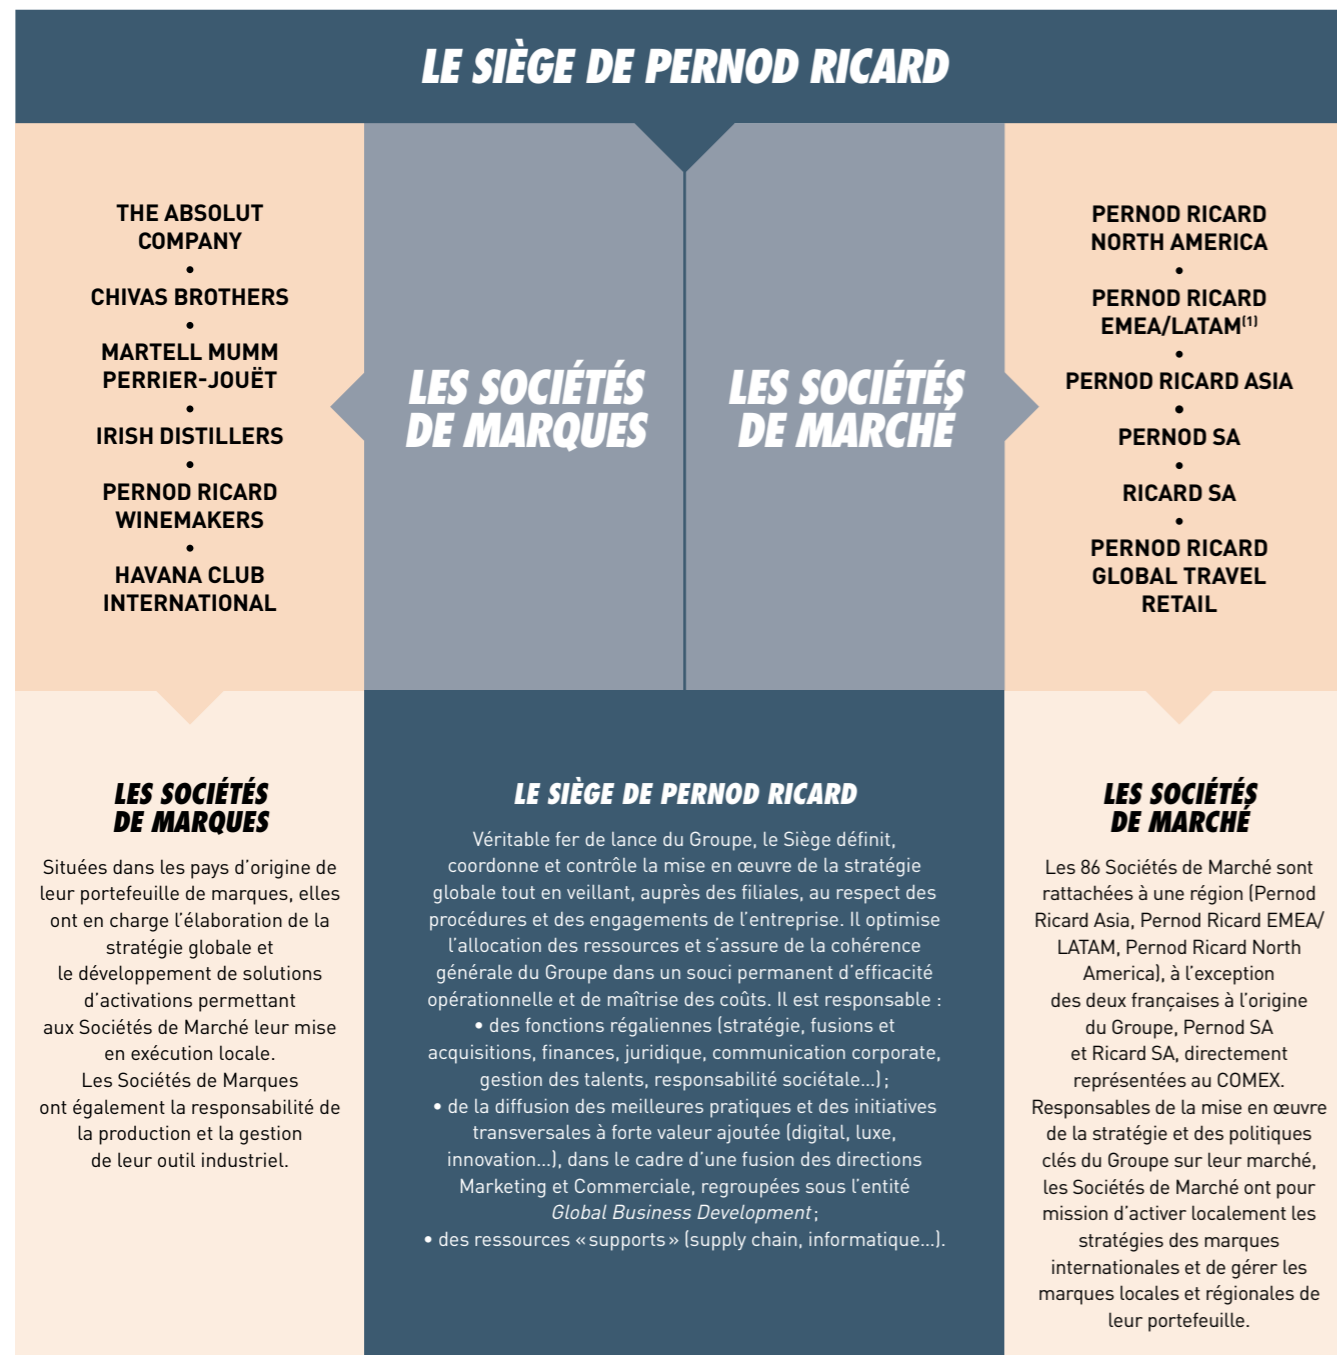 LE SIÈGE DE PERNOD RICARD
THE ABSOLUT
COMPANY
•
CHIVAS BROTHERS
•
MARTELL MUMM
PERRIER-JOUËT
•
IRISH DISTILLERS
•
PERNOD RICARD
WINEMAKERS
•
HAVANA CLUB
INTERNATIONAL
LES SOCIÉTÉS
DE MARQUES
LES SOCIÉTÉS
DE MARCHÉ
PERNOD RICARD
NORTH AMERICA
•
PERNOD RICARD
EMEA/LATAM(1)
•
PERNOD RICARD ASIA
•
PERNOD SA
•
RICARD SA
•
PERNOD RICARD
GLOBAL TRAVEL
RETAIL
LES SOCIÉTÉS
DE MARQUES
Situées dans les pays d'origine de
leur portefeuille de marques, elles
ont en charge l'élaboration de la
stratégie globale et
le développement de solutions
d'activations permettant
aux Sociétés de Marché leur mise
en exécution locale.
Les Sociétés de Marques
ont également la responsabilité de
la production et la gestion
de leur outil industriel.
LE SIÈGE DE PERNOD RICARD
Véritable fer de lance du Groupe, le Siège définit,
coordonne et contrôle la mise en œuvre de la stratégie
globale tout en veillant, auprès des filiales, au respect des
procédures et des engagements de l'entreprise. Il optimise
l'allocation des ressources et s'assure de la cohérence
générale du Groupe dans un souci permanent d'efficacité
opérationnelle et de maîtrise des coûts. Il est responsable :
• des fonctions régaliennes (stratégie, fusions et
acquisitions, finances, juridique, communication corporate,
gestion des talents, responsabilité sociétale...) ;
• de la diffusion des meilleures pratiques et des initiatives
transversales à forte valeur ajoutée (digital, luxe,
innovation...), dans le cadre d'une fusion des directions
Marketing et Commerciale, regroupées sous l'entité
Global Business Development ;
• des ressources « supports » (supply chain, informatique...).
LES SOCIÉTÉS
DE MARCHÉ
Les 86 Sociétés de Marché sont
rattachées à une région (Pernod
Ricard Asia, Pernod Ricard EMEA/
LATAM, Pernod Ricard North
America), à l'exception
des deux françaises à l'origine
du Groupe, Pernod SA
et Ricard SA, directement
représentées au COMEX.
Responsables de la mise en œuvre
de la stratégie et des politiques
clés du Groupe sur leur marché,
les Sociétés de Marché ont pour
mission d'activer localement les
stratégies des marques
internationales et de gérer les
marques locales et régionales de
leur portefeuille.